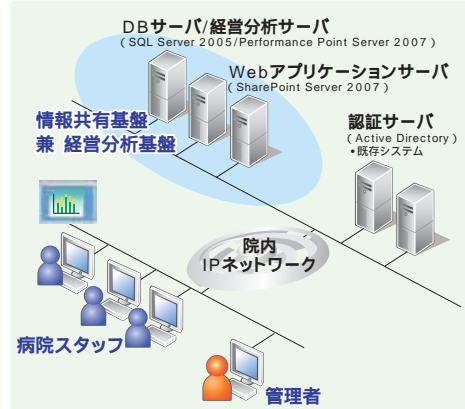 DBサーバ/経営分析サーバ
(SQL Server 2005/Performance Point Server 2007)
Webアプリケーションサーバ
(SharePoint Server 2007)
情報共有基盤
兼 経営分析基盤
認証サーバ
(Active Directory)
•既存システム
院内
IPネットワーク
病院スタッフ
管理者